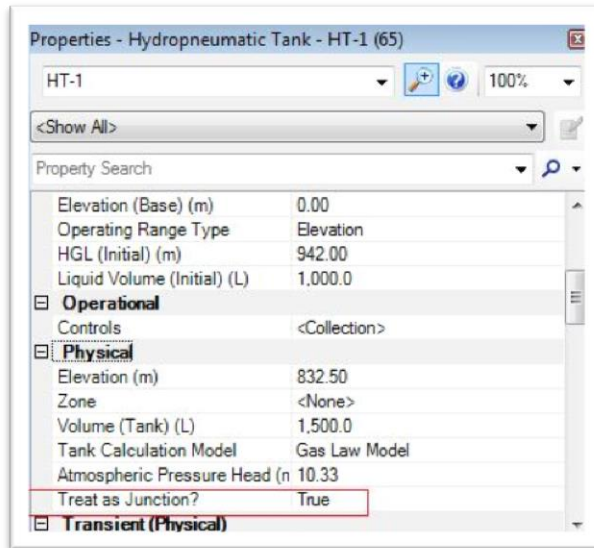 Properties - Hydropneumatic Tank - HT-1 (65)
HT-1 100%
<Show All>
Property Search
Elevation (Base) (m) 0.00
Operating Range Type Elevation
HGL (Initial) (m) 942.00
Liquid Volume (Initial) (L) 1,000.0
Operational
Controls <Collection>
Physical
Elevation (m) 832.50
Zone <None>
Volume (Tank) (L) 1,500.0
Tank Calculation Model Gas Law Model
Atmospheric Pressure Head (n 10.33
Treat as Junction? True
Transient (Physical)